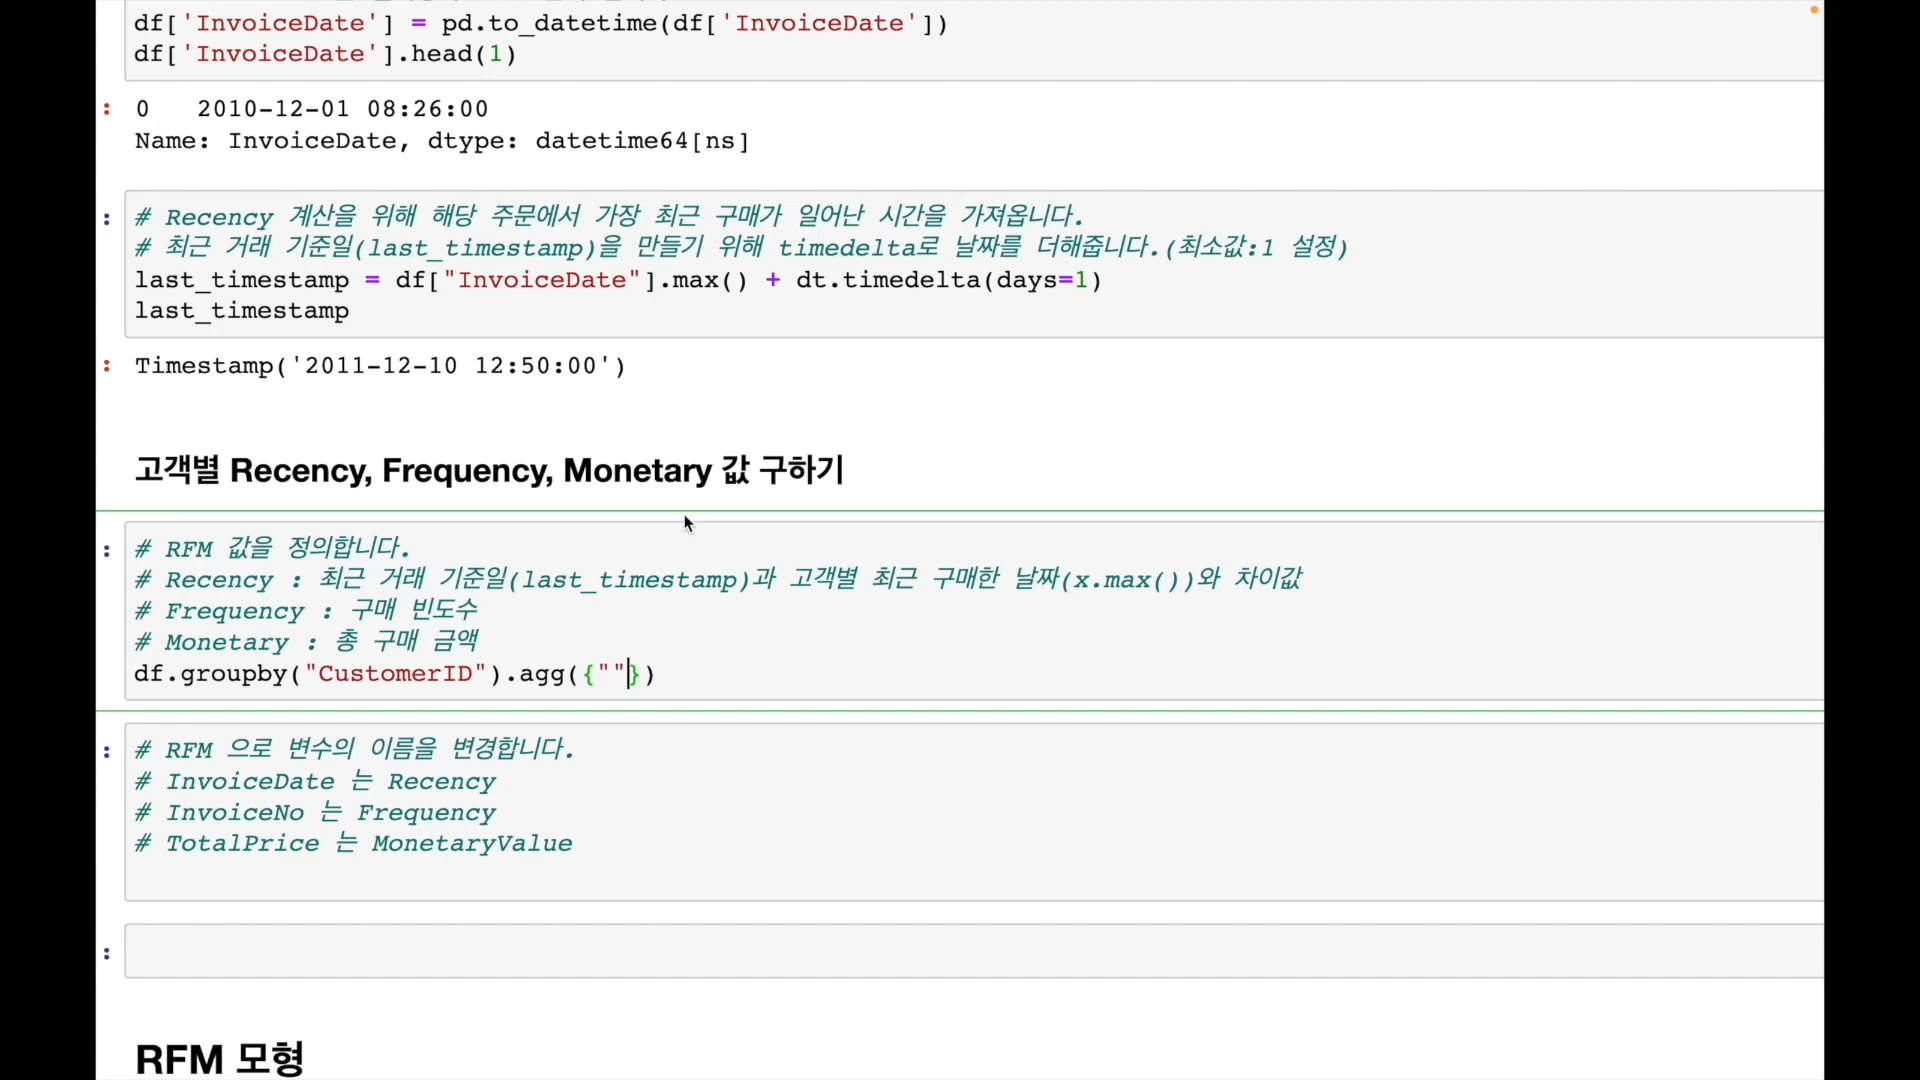 df['InvoiceDate'] = pd.to_datetime(df['InvoiceDate'])
df['InvoiceDate'].head(1)
: 0   2010-12-01 08:26:00
Name: InvoiceDate, dtype: datetime64[ns]
: # Recency 계산을 위해 해당 주문에서 가장 최근 구매가 일어난 시간을 가져옵니다.
# 최근 거래 기준일(last_timestamp)을 만들기 위해 timedelta로 날짜를 더해줍니다.(최소값:1 설정)
last_timestamp = df["InvoiceDate"].max() + dt.timedelta(days=1)
last_timestamp
: Timestamp('2011-12-10 12:50:00')
고객별 Recency, Frequency, Monetary 값 구하기
: # RFM 값을 정의합니다.
# Recency : 최근 거래 기준일(last_timestamp)과 고객별 최근 구매한 날짜(x.max())와 차이값
# Frequency : 구매 빈도수
# Monetary : 총 구매 금액
df.groupby("CustomerID").agg({""})
: # RFM 으로 변수의 이름을 변경합니다.
# InvoiceDate 는 Recency
# InvoiceNo 는 Frequency
# TotalPrice 는 MonetaryValue
:
RFM 모형